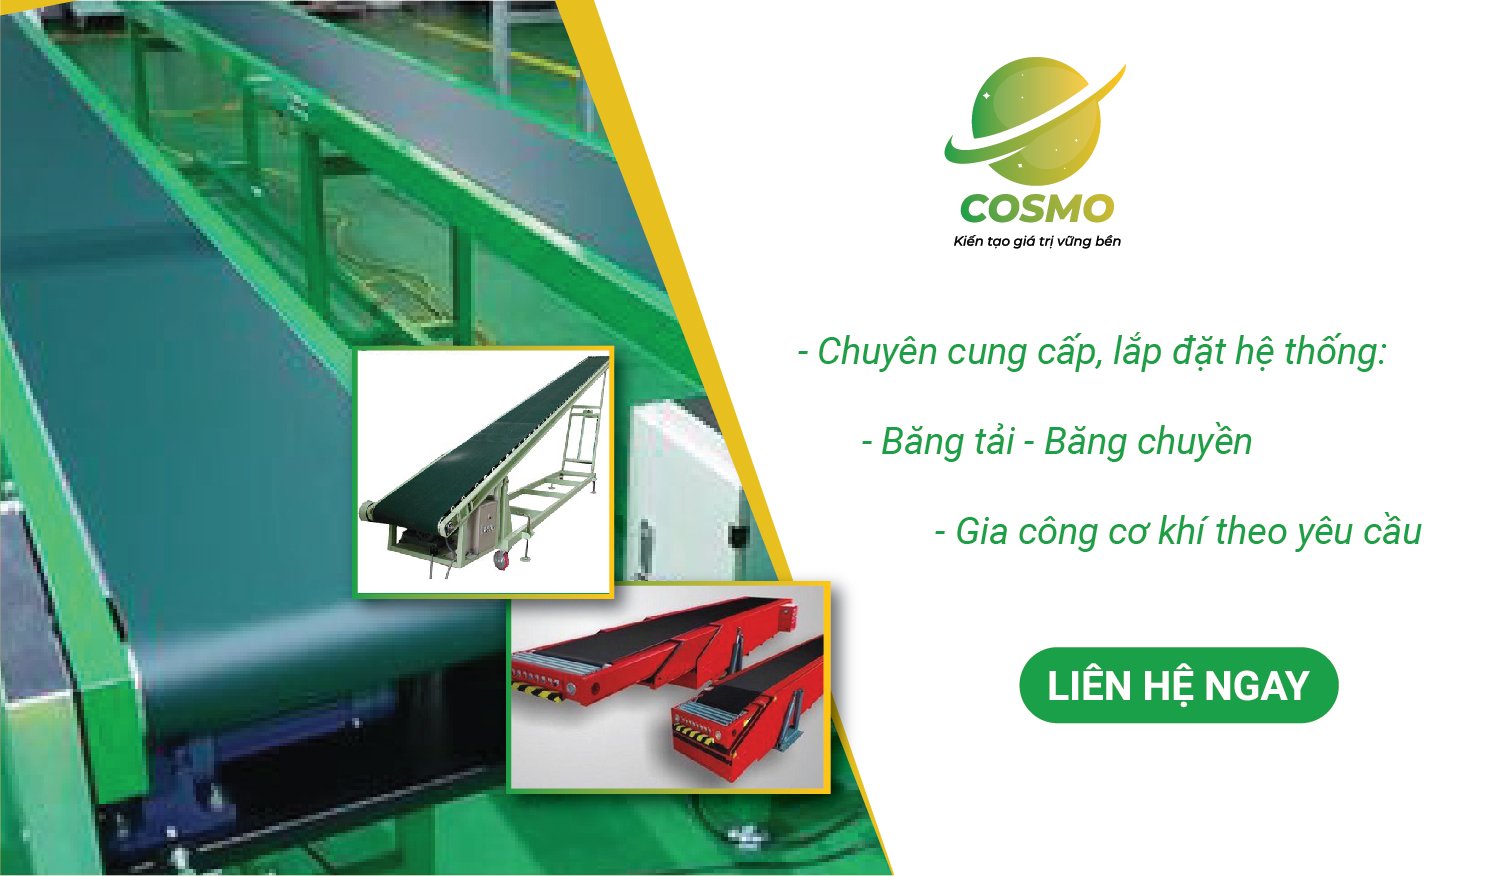 COSMO
Kiến tạo giá trị vững bền
- Chuyên cung cấp, lắp đặt hệ thống:
- Băng tải - Băng chuyền
- Gia công cơ khí theo yêu cầu
LIÊN HỆ NGAY